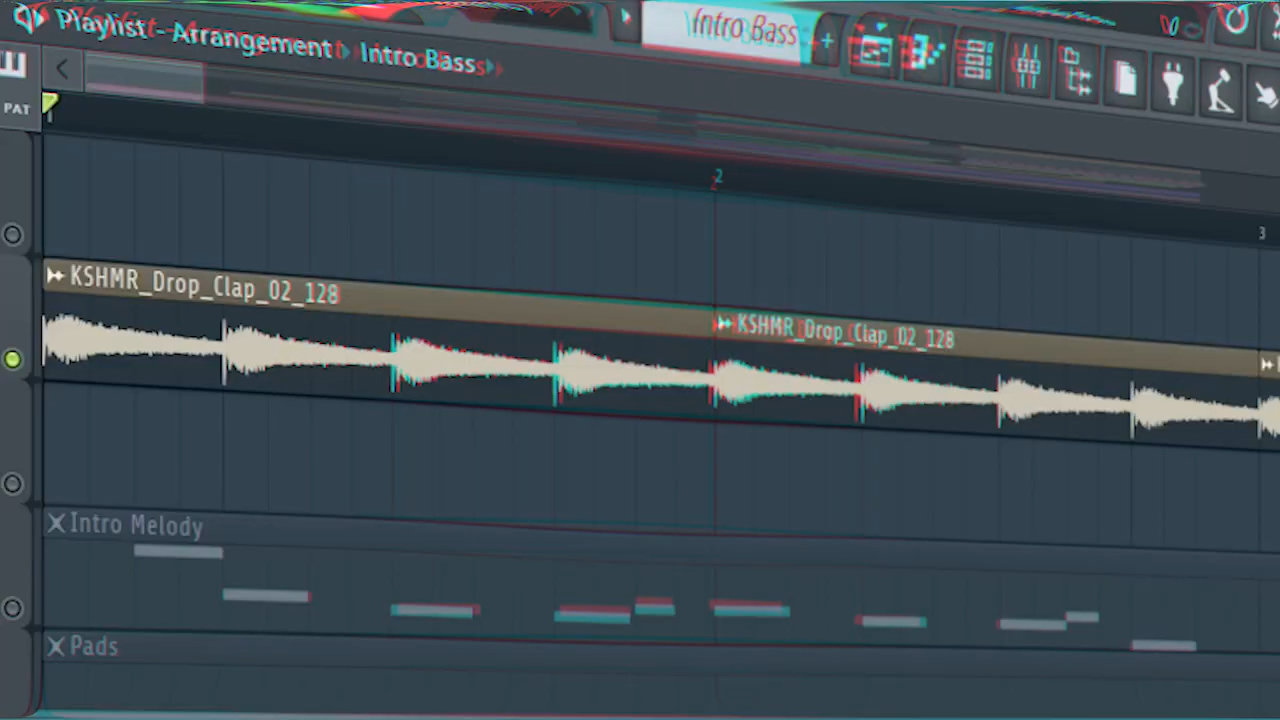 Playlist - Arrangement › Intro Bass ›
Intro Bass
+
PAT
2
3
KSHMR_Drop_Clap_02_128
KSHMR_Drop_Clap_02_128
Intro Melody
Pads